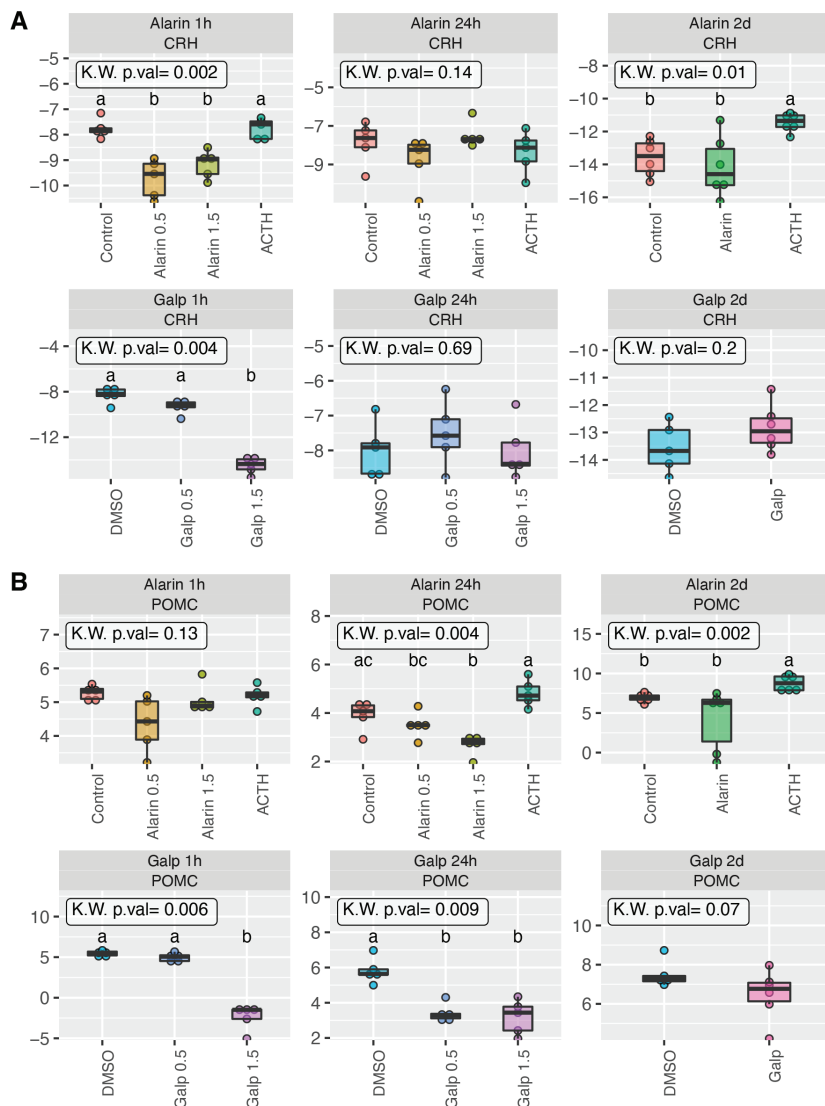 A
Alarin 1h
CRH
K.W. p.val= 0.002
a b b a
−5
−6
−7
−8
−9
−10
Control
Alarin 0.5
Alarin 1.5
ACTH
Alarin 24h
CRH
K.W. p.val= 0.14
−5
−7
−9
Control
Alarin 0.5
Alarin 1.5
ACTH
Alarin 2d
CRH
K.W. p.val= 0.01
b b a
−8
−10
−12
−14
−16
Control
Alarin
ACTH
Galp 1h
CRH
K.W. p.val= 0.004
a a b
−4
−8
−12
DMSO
Galp 0.5
Galp 1.5
Galp 24h
CRH
K.W. p.val= 0.69
−5
−6
−7
−8
DMSO
Galp 0.5
Galp 1.5
Galp 2d
CRH
K.W. p.val= 0.2
−10
−11
−12
−13
−14
DMSO
Galp
B
Alarin 1h
POMC
K.W. p.val= 0.13
7
6
5
4
Control
Alarin 0.5
Alarin 1.5
ACTH
Alarin 24h
POMC
K.W. p.val= 0.004
ac bc b a
8
6
4
2
Control
Alarin 0.5
Alarin 1.5
ACTH
Alarin 2d
POMC
K.W. p.val= 0.002
b b a
15
10
5
0
Control
Alarin
ACTH
Galp 1h
POMC
K.W. p.val= 0.006
a a b
10
5
0
−5
DMSO
Galp 0.5
Galp 1.5
Galp 24h
POMC
K.W. p.val= 0.009
a b b
10
8
6
4
2
DMSO
Galp 0.5
Galp 1.5
Galp 2d
POMC
K.W. p.val= 0.07
10
8
6
DMSO
Galp